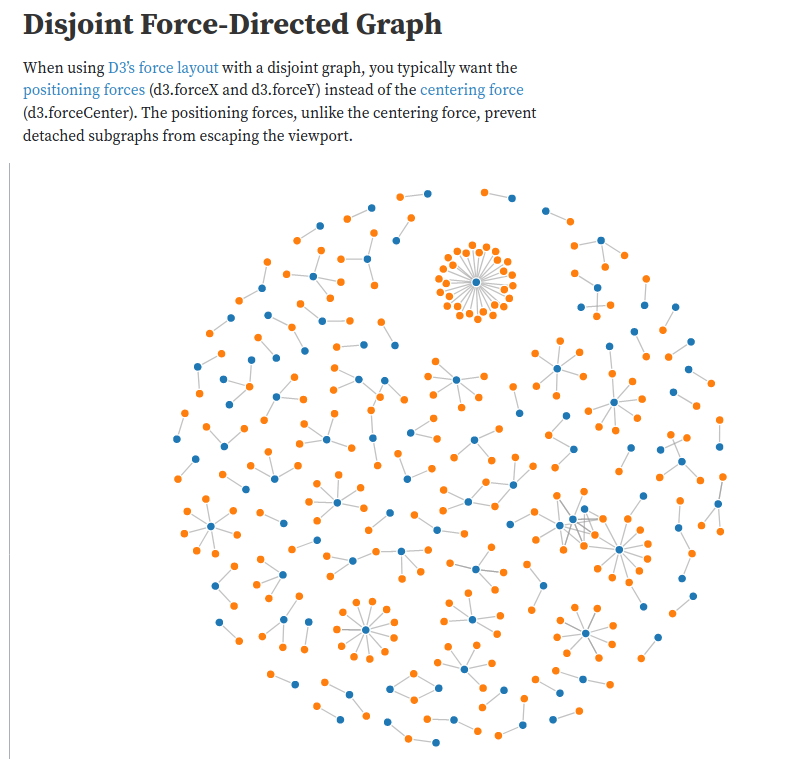 Disjoint Force-Directed Graph
When using D3’s force layout with a disjoint graph, you typically want the
positioning forces (d3.forceX and d3.forceY) instead of the centering force
(d3.forceCenter). The positioning forces, unlike the centering force, prevent
detached subgraphs from escaping the viewport.